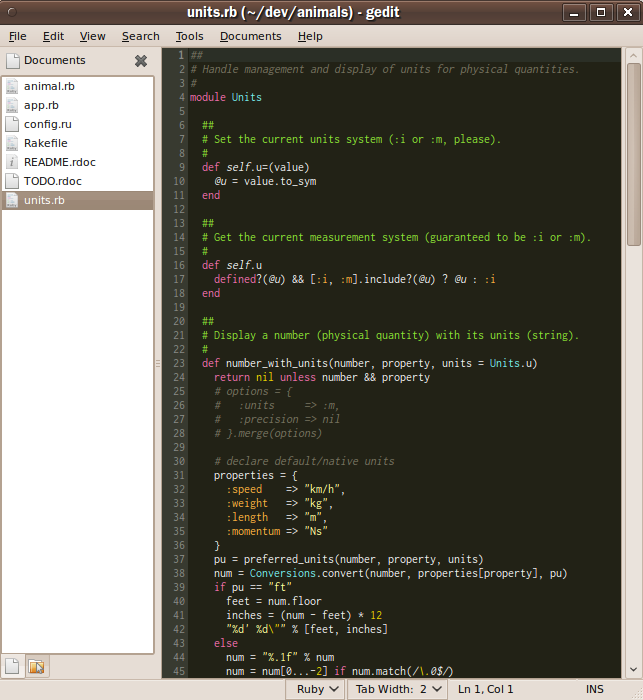 units.rb (~/dev/animals) - gedit
File Edit View Search Tools Documents Help
Documents
animal.rb
app.rb
config.ru
Rakefile
README.rdoc
TODO.rdoc
units.rb
1 ##
2 # Handle management and display of units for physical quantities.
3 #
4 module Units
5
6   ##
7   # Set the current units system (:i or :m, please).
8   #
9   def self.u=(value)
10     @u = value.to_sym
11   end
12
13   ##
14   # Get the current measurement system (guaranteed to be :i or :m).
15   #
16   def self.u
17     defined?(@u) && [:i, :m].include?(@u) ? @u : :i
18   end
19
20   ##
21   # Display a number (physical quantity) with its units (string).
22   #
23   def number_with_units(number, property, units = Units.u)
24     return nil unless number && property
25     # options = {
26     #   :units     => :m,
27     #   :precision => nil
28     # }.merge(options)
29
30     # declare default/native units
31     properties = {
32       :speed    => "km/h",
33       :weight   => "kg",
34       :length   => "m",
35       :momentum => "Ns"
36     }
37     pu = preferred_units(number, property, units)
38     num = Conversions.convert(number, properties[property], pu)
39     if pu == "ft"
40       feet = num.floor
41       inches = (num - feet) * 12
42       "%d' %d\"" % [feet, inches]
43     else
44       num = "%.1f" % num
45       num = num[0...-2] if num.match(/\.0$/)
Ruby Tab Width: 2 Ln 1, Col 1 INS